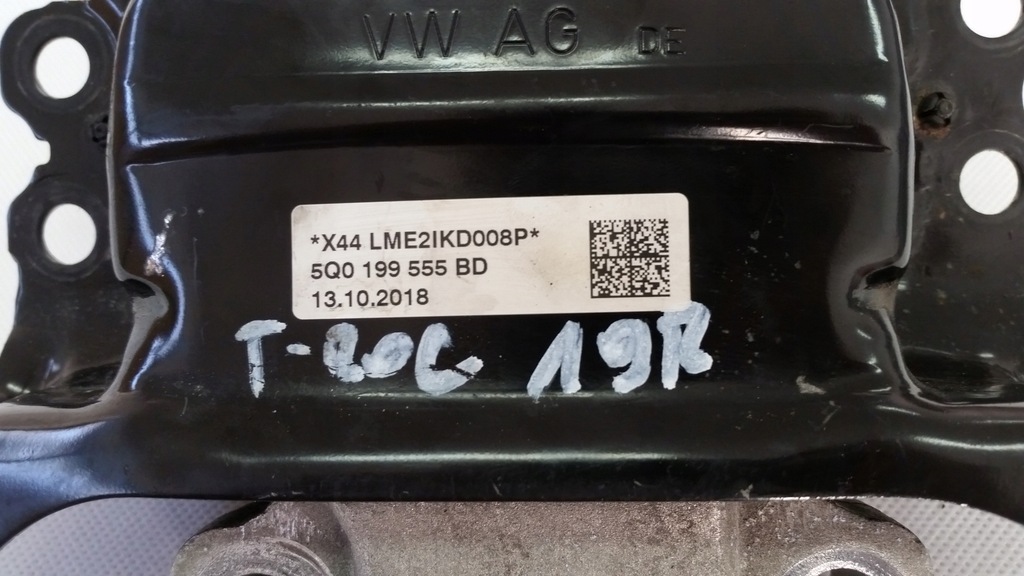 VW AG DE
*X44 LME2IKD008P*
5Q0 199 555 BD
13.10.2018
T-ROC 19R